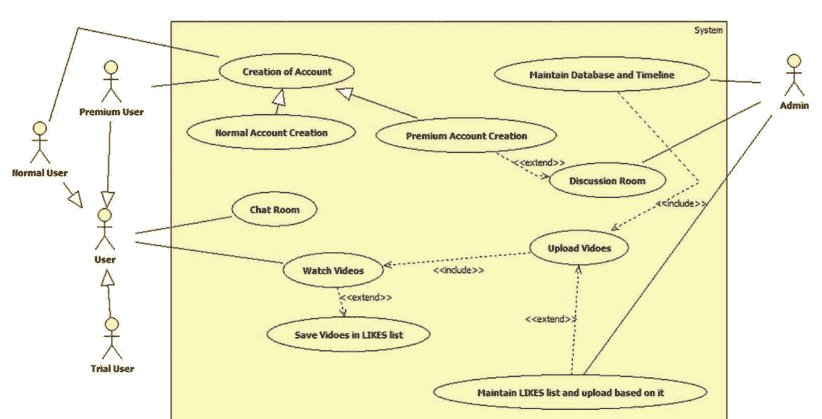 System
Creation of Account
Maintain Database and Timeline
Premium User
Admin
Normal Account Creation
Premium Account Creation
<<extend>>
Normal User
Discussion Room
Chat Room
<<include>>
User
Upload Vidoes
Watch Videos
<<include>>
<<extend>>
<<extend>>
Save Vidoes in LIKES list
Trial User
Maintain LIKES list and upload based on it